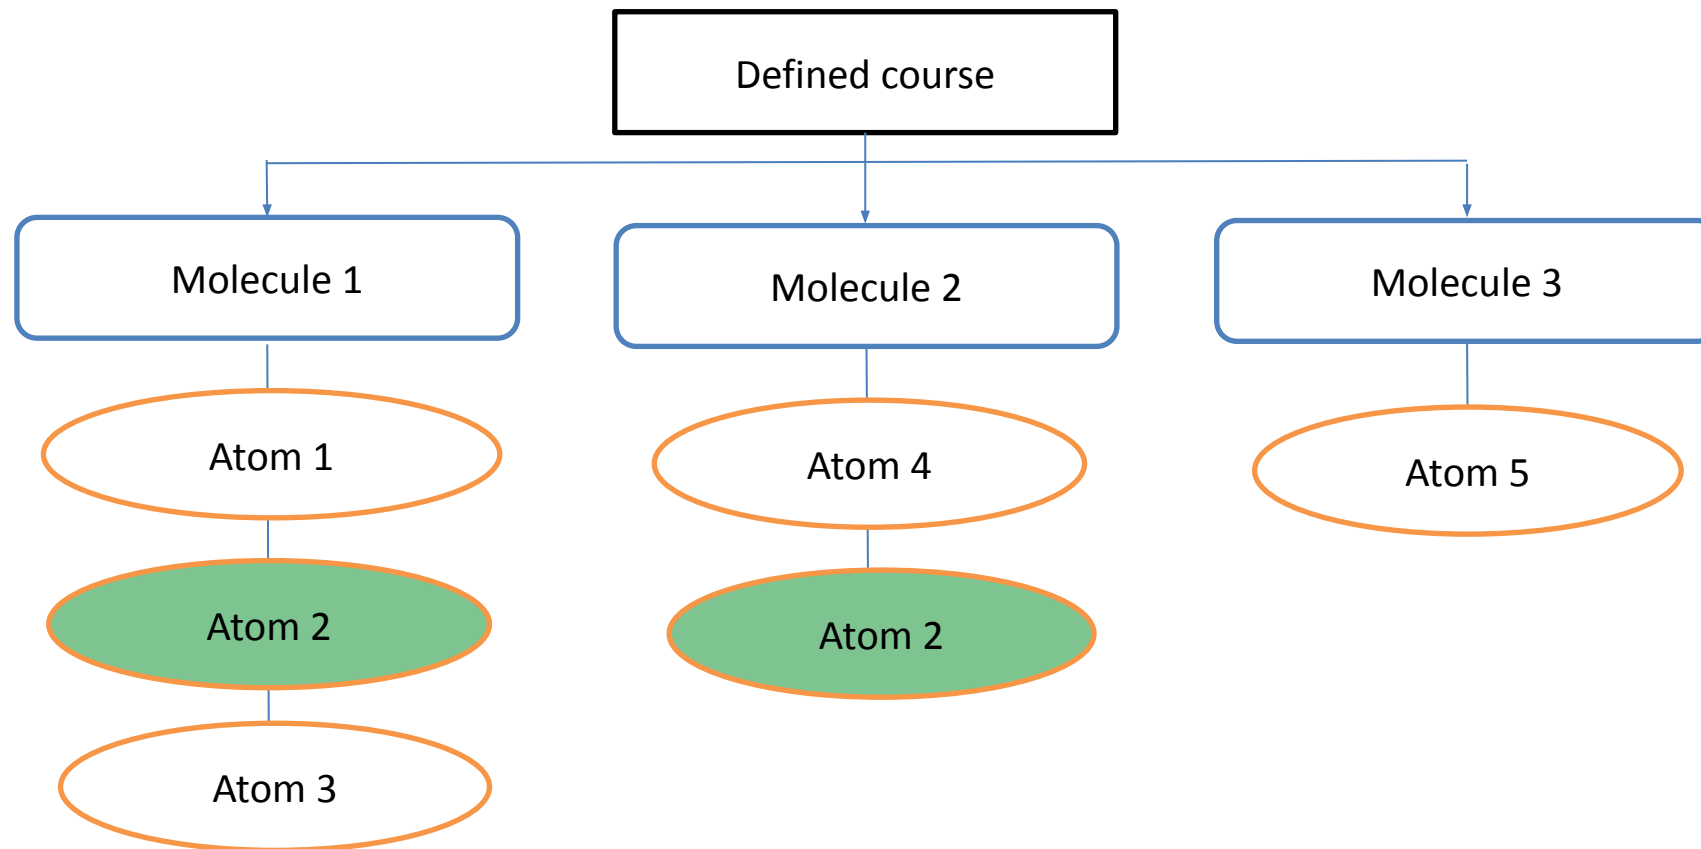 Defined course
Molecule 1
Molecule 2
Molecule 3
Atom 1
Atom 4
Atom 5
Atom 2
Atom 2
Atom 3